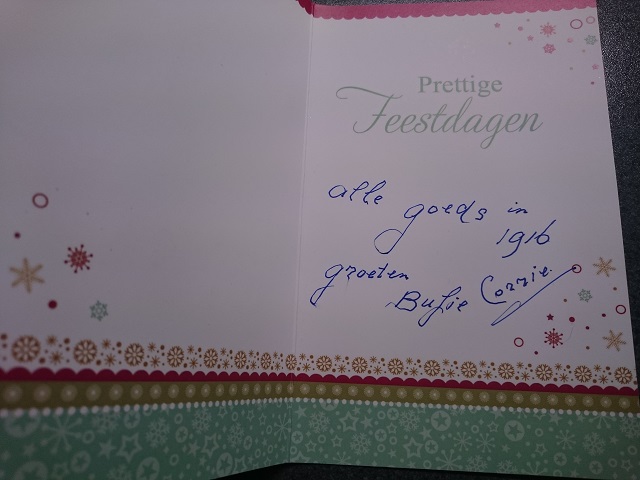 Prettige
Feestdagen
alle goeds in
1916
groeten
Bufie Corrie